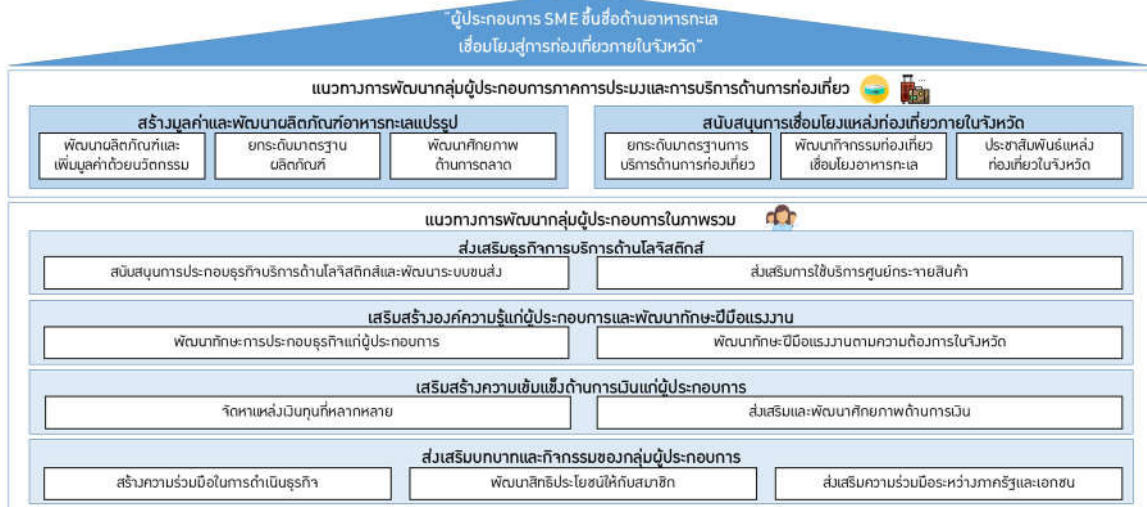 "ผู้ประกอบการ SME ขึ้นชื่อด้านอาหารทะเล
เชื่อมโยงสู่การท่องเที่ยวภายในจังหวัด"
แนวทางการพัฒนากลุ่มผู้ประกอบการภาคการประมงและการบริการด้านการท่องเที่ยว
สร้างมูลค่าและพัฒนาผลิตภัณฑ์อาหารทะเลแปรรูป
พัฒนาผลิตภัณฑ์และ
เพิ่มมูลค่าด้วยนวัตกรรม
ยกระดับมาตรฐาน
ผลิตภัณฑ์
พัฒนาศักยภาพ
ด้านการตลาด
สนับสนุนการเชื่อมโยงแหล่งท่องเที่ยวภายในจังหวัด
ยกระดับมาตรฐานการ
บริการด้านการท่องเที่ยว
พัฒนากิจกรรมท่องเที่ยว
เชื่อมโยงอาหารทะเล
ประชาสัมพันธ์แหล่ง
ท่องเที่ยวในจังหวัด
แนวทางการพัฒนากลุ่มผู้ประกอบการในภาพรวม
ส่งเสริมธุรกิจการบริการด้านโลจิสติกส์
สนับสนุนการประกอบธุรกิจบริการด้านโลจิสติกส์และพัฒนาระบบขนส่ง
ส่งเสริมการใช้บริการศูนย์กระจายสินค้า
เสริมสร้างองค์ความรู้แก่ผู้ประกอบการและพัฒนาทักษะฝีมือแรงงาน
พัฒนาทักษะการประกอบธุรกิจแก่ผู้ประกอบการ
พัฒนาทักษะฝีมือแรงงานตามความต้องการในจังหวัด
เสริมสร้างความเข้มแข็งด้านการเงินแก่ผู้ประกอบการ
จัดหาแหล่งเงินทุนที่หลากหลาย
ส่งเสริมและพัฒนาศักยภาพด้านการเงิน
ส่งเสริมบทบาทและกิจกรรมของกลุ่มผู้ประกอบการ
สร้างความร่วมมือในการดำเนินธุรกิจ
พัฒนาสิทธิประโยชน์ให้กับสมาชิก
ส่งเสริมความร่วมมือระหว่างภาครัฐและเอกชน